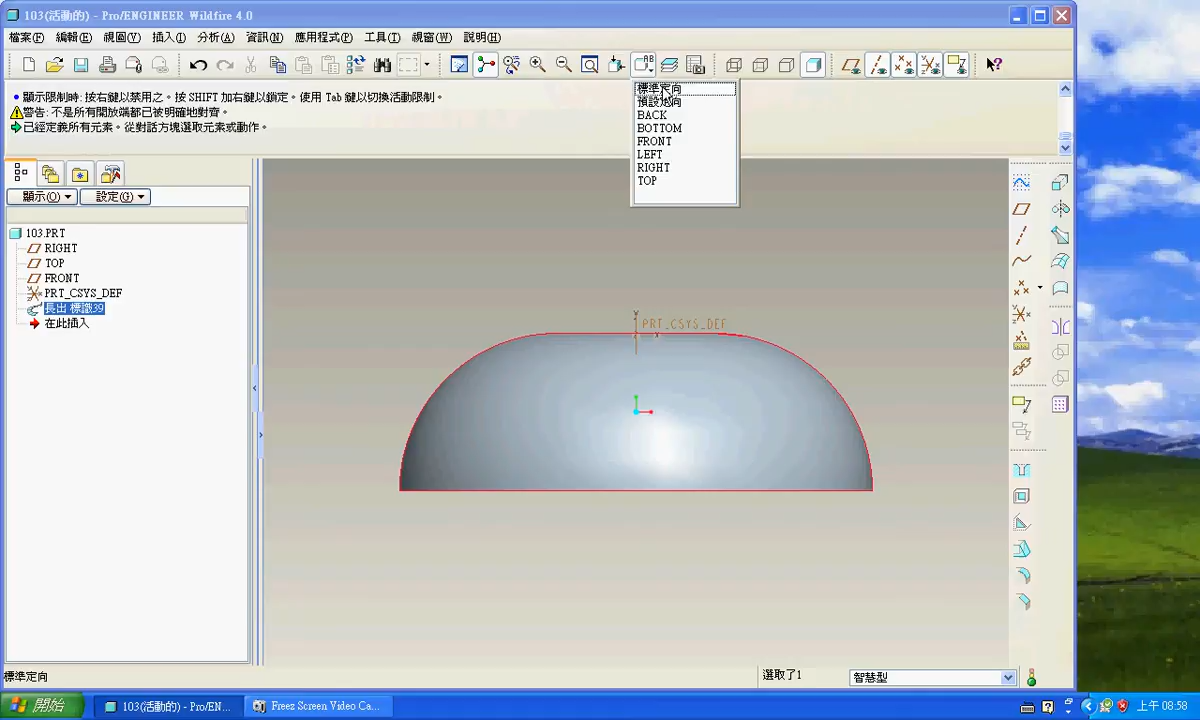 103(活動的) - Pro/ENGINEER Wildfire 4.0
檔案(F) 編輯(E) 視圖(V) 插入(I) 分析(A) 資訊(N) 應用程式(P) 工具(T) 視窗(W) 說明(H)
• 顯示限制時: 按右鍵以禁用之。按 SHIFT 加右鍵以鎖定。使用 Tab 鍵以切換活動限制。
警告: 不是所有開放端都已被明確地對齊。
已經定義所有元素。從對話方塊選取元素或動作。
標準定向
預設定向
BACK
BOTTOM
FRONT
LEFT
RIGHT
TOP
顯示(O) 設定(G)
103.PRT
RIGHT
TOP
FRONT
PRT_CSYS_DEF
長出 標識39
在此插入
Y
PRT_CSYS_DEF
標準定向
選取了1
智慧型
開始
103(活動的) - Pro/EN...
Freez Screen Video Ca...
上午 08:58